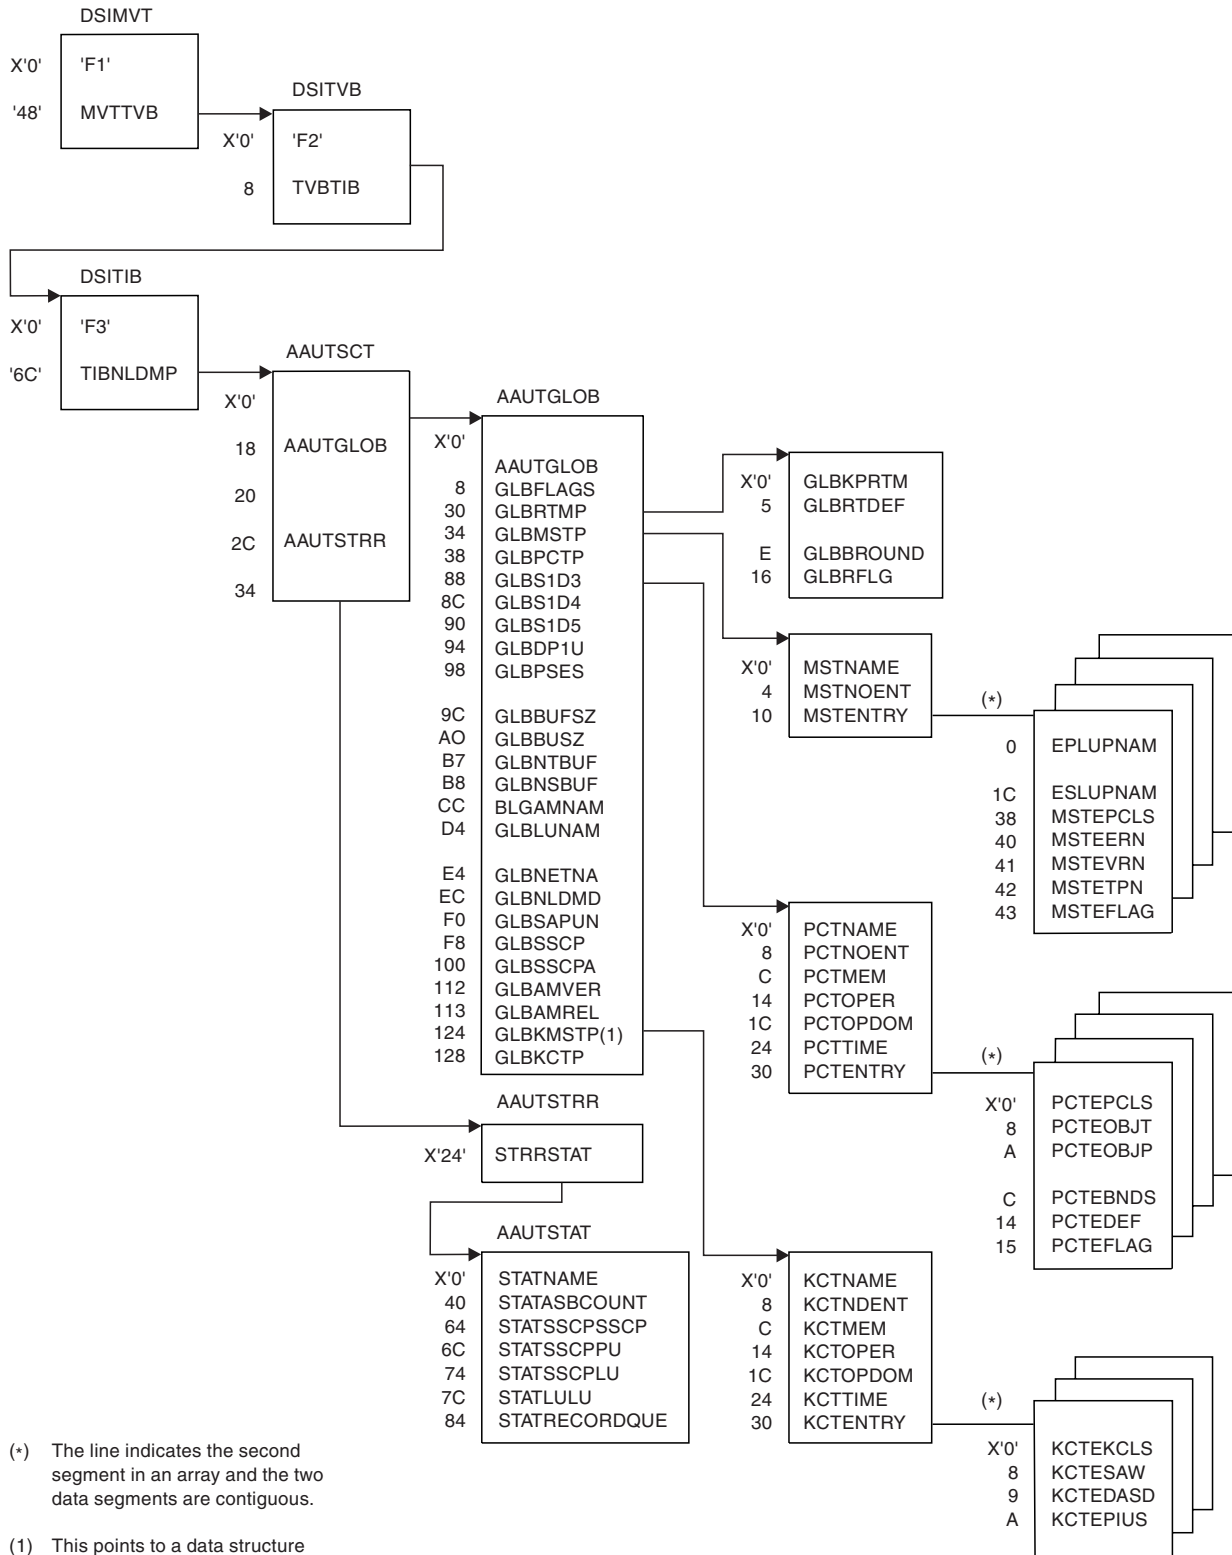 DSIMVT
X'0' 'F1'
'48' MVTTVB
DSITVB
X'0' 'F2'
8 TVBTIB
DSITIB
X'0' 'F3'
'6C' TIBNLDMP
AAUTSCT
X'0'
18 AAUTGLOB
20
2C AAUTSTRR
34
AAUTGLOB
X'0'
AAUTGLOB
8 GLBFLAGS
30 GLBRTMP
34 GLBMSTP
38 GLBPCTP
88 GLBS1D3
8C GLBS1D4
90 GLBS1D5
94 GLBDP1U
98 GLBPSES
9C GLBBUFSZ
AO GLBBUSZ
B7 GLBNTBUF
B8 GLBNSBUF
CC BLGAMNAM
D4 GLBLUNAM
E4 GLBNETNA
EC GLBNLDMD
F0 GLBSAPUN
F8 GLBSSCP
100 GLBSSCPA
112 GLBAMVER
113 GLBAMREL
124 GLBKMSTP(1)
128 GLBKCTP
AAUTSTRR
X'24' STRRSTAT
AAUTSTAT
X'0' STATNAME
40 STATASBCOUNT
64 STATSSCPSSCP
6C STATSSCPPU
74 STATSSCPLU
7C STATLULU
84 STATRECORDQUE
X'0' GLBKPRTM
5 GLBRTDEF
E GLBBROUND
16 GLBRFLG
X'0' MSTNAME
4 MSTNOENT
10 MSTENTRY
(*)
0 EPLUPNAM
1C ESLUPNAM
38 MSTEPCLS
40 MSTEERN
41 MSTEVRN
42 MSTETPN
43 MSTEFLAG
X'0' PCTNAME
8 PCTNOENT
C PCTMEM
14 PCTOPER
1C PCTOPDOM
24 PCTTIME
30 PCTENTRY
(*)
X'0' PCTEPCLS
8 PCTEOBJT
A PCTEOBJP
C PCTEBNDS
14 PCTEDEF
15 PCTEFLAG
X'0' KCTNAME
8 KCTNDENT
C KCTMEM
14 KCTOPER
1C KCTOPDOM
24 KCTTIME
30 KCTENTRY
(*)
X'0' KCTEKCLS
8 KCTESAW
9 KCTEDASD
A KCTEPIUS
(*) The line indicates the second
segment in an array and the two
data segments are contiguous.
(1) This points to a data structure